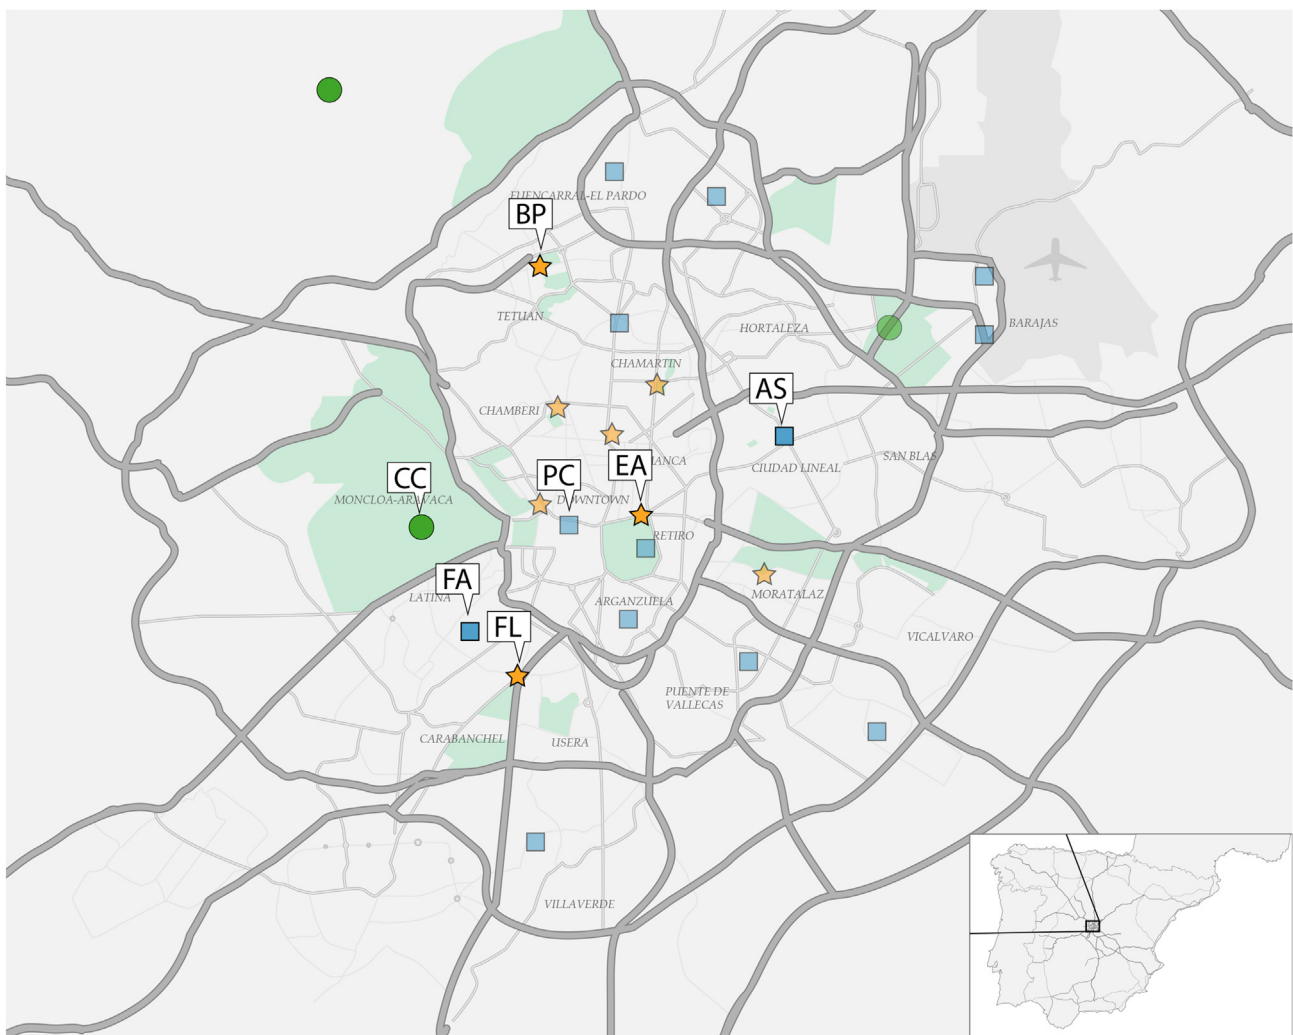 FUENCARRAL-EL PARDO
BP
TETUAN
HORTALEZA
BARAJAS
CHAMARTIN
AS
CHAMBERI
EA
MANCA
CIUDAD LINEAL
SAN BLAS
CC
PC
MONCLOA-ARAVACA
DOWNTOWN
RETIRO
FA
LATINA
ARGANZUELA
MORATALAZ
FL
VICALVARO
PUENTE DE
VALLECAS
CARABANCHEL
USERA
VILLAVERDE